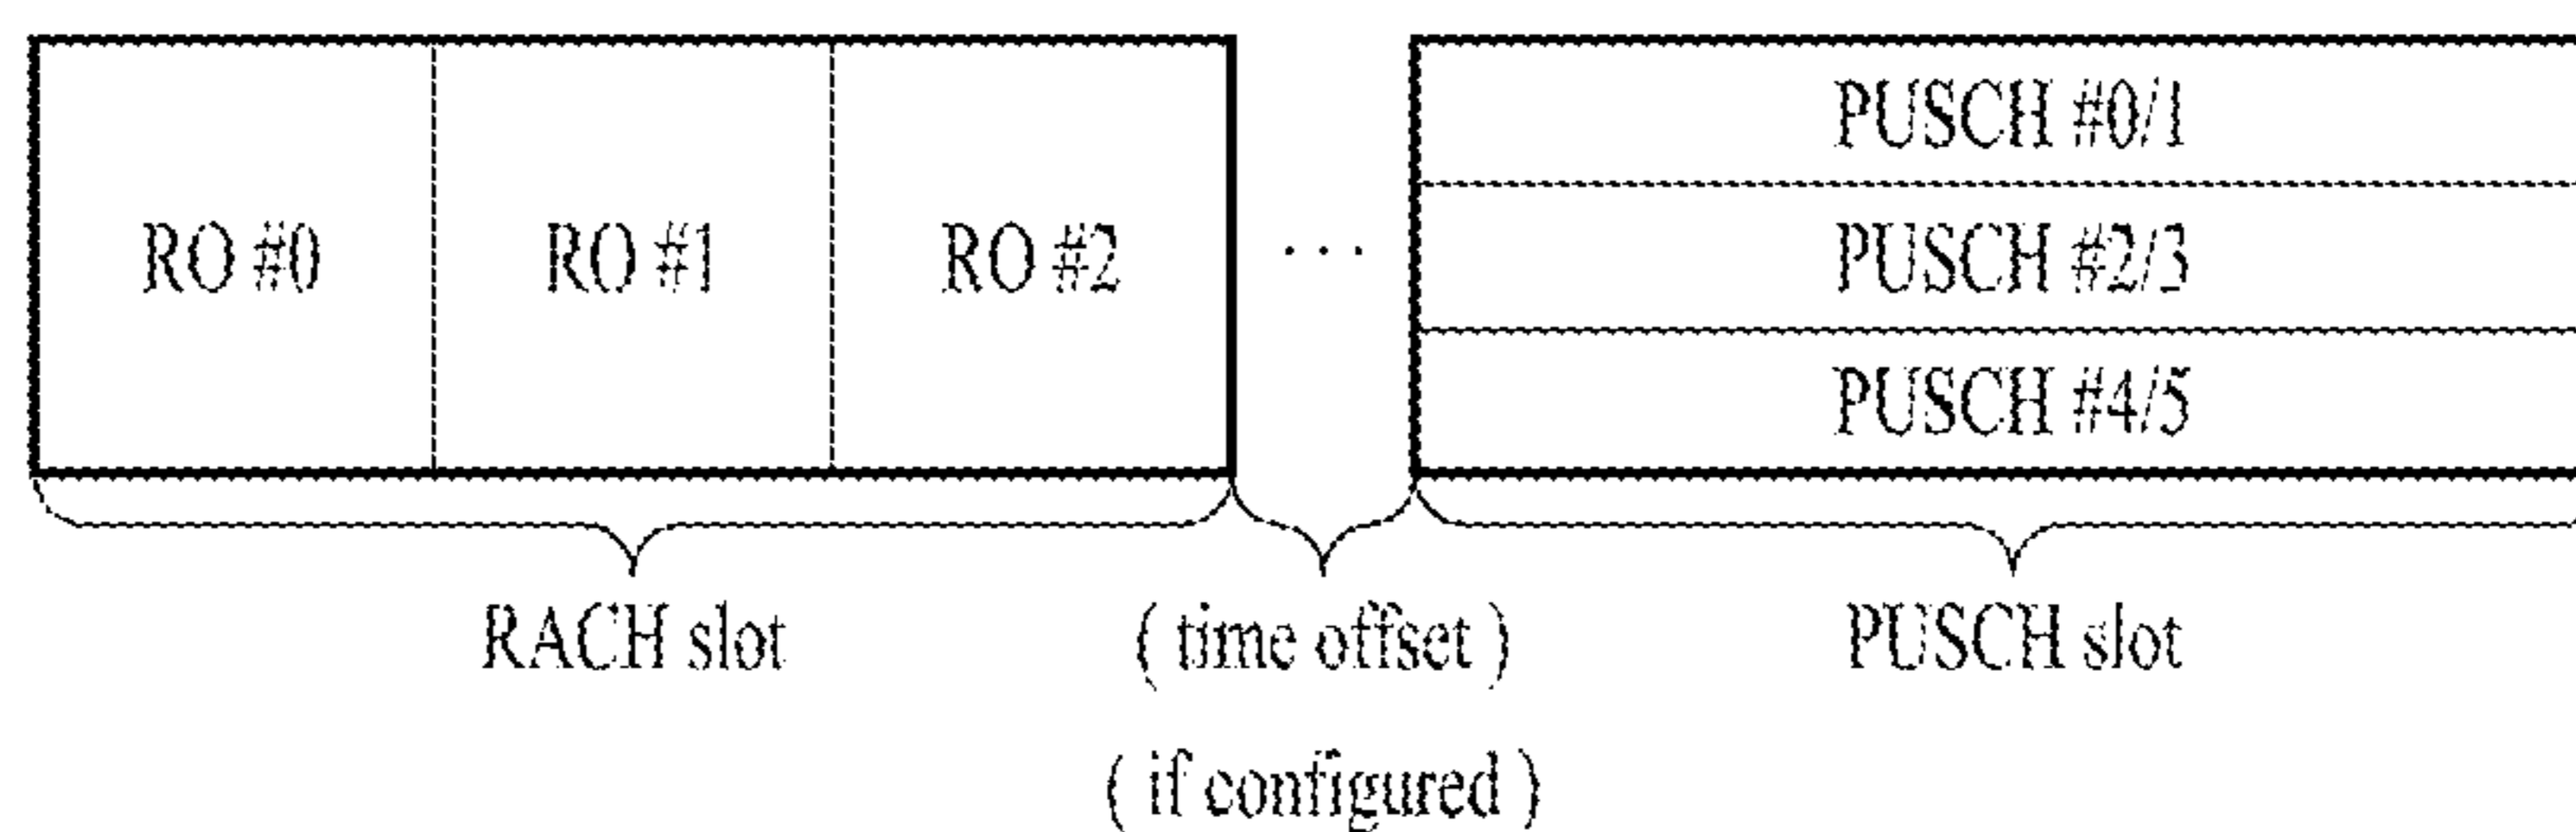 RO #0
RO #1
RO #2
...
PUSCH #0/1
PUSCH #2/3
PUSCH #4/5
RACH slot
( time offset )
( if configured )
PUSCH slot